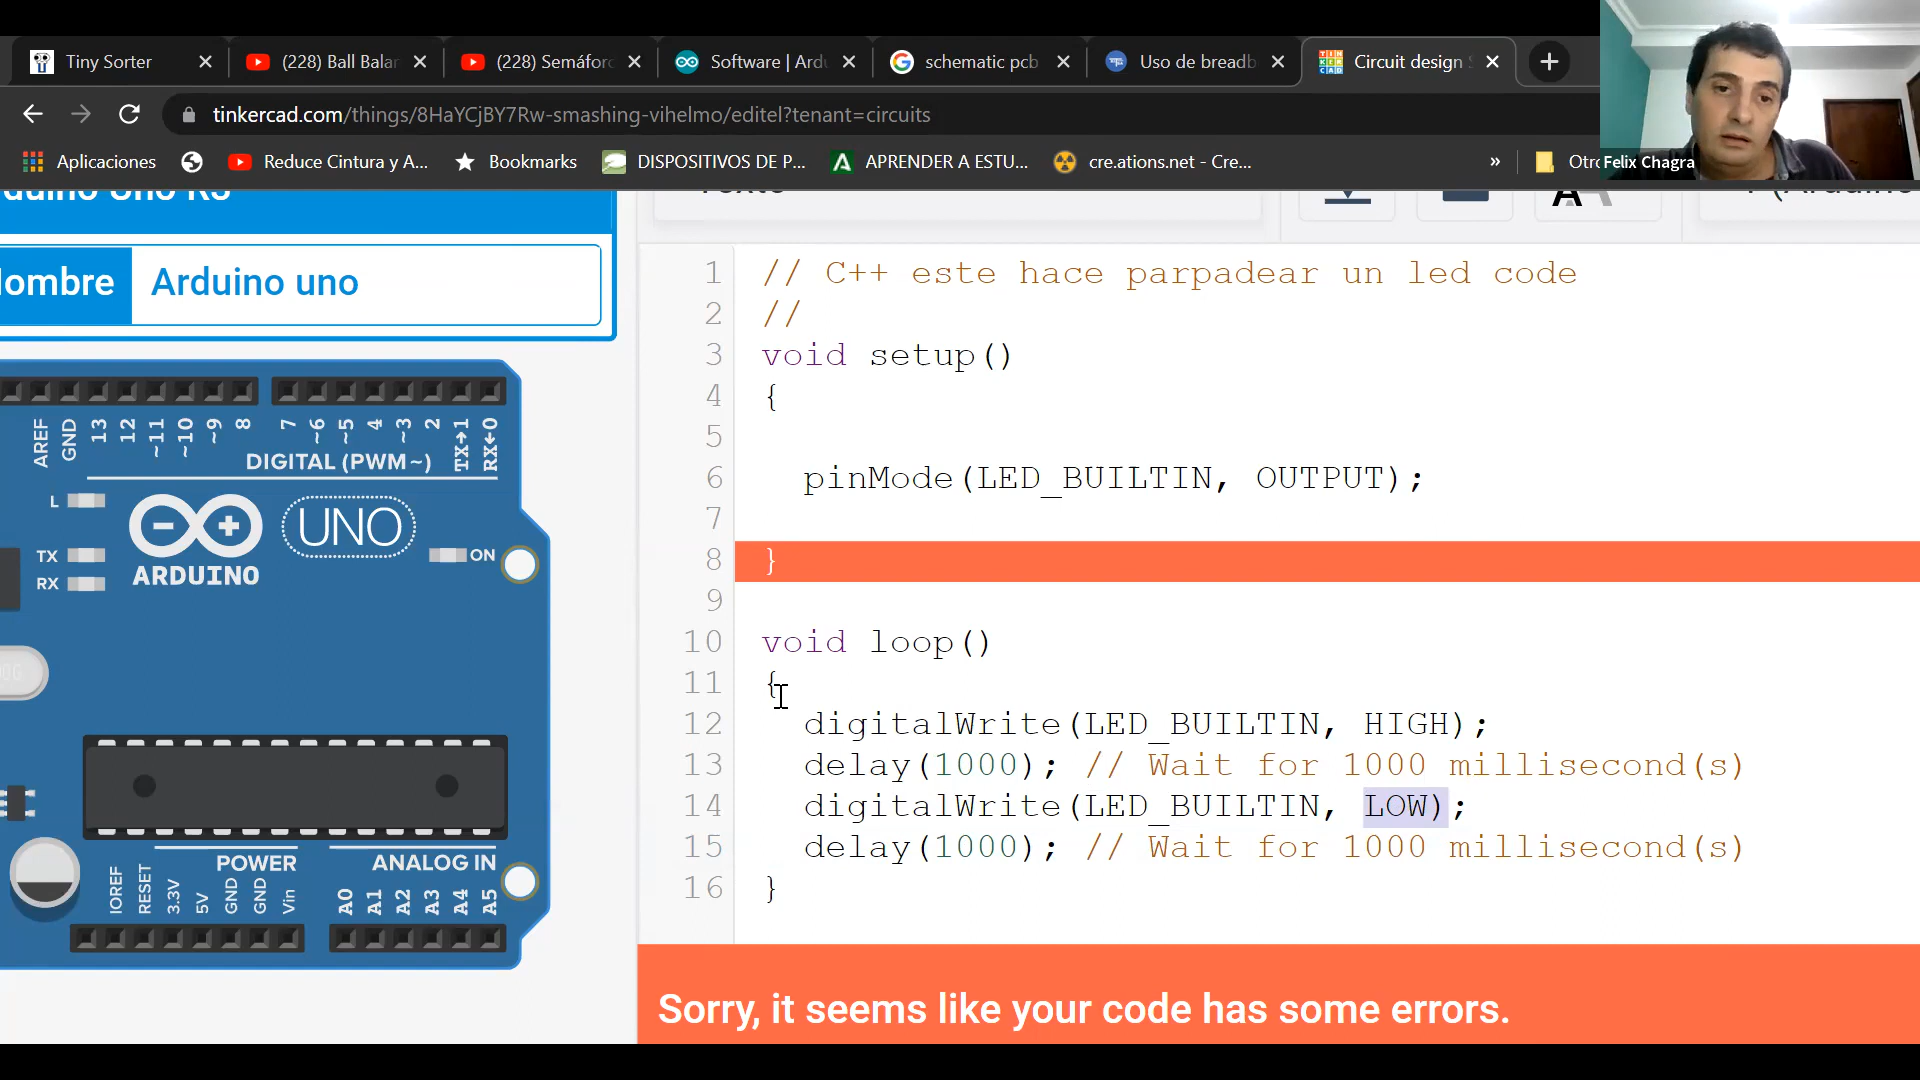 Tiny Sorter
(228) Ball Balan
(228) Semáforo
Software | Ardu
schematic pcb
Uso de breadb
Circuit design S
tinkercad.com/things/8HaYCjBY7Rw-smashing-vihelmo/editel?tenant=circuits
Aplicaciones
Reduce Cintura y A...
Bookmarks
DISPOSITIVOS DE P...
APRENDER A ESTU...
cre.ations.net - Cre...
»
Otro
Felix Chagra
Arduino uno
AREF
GND
13
12
~11
~10
~9
8
7
~6
~5
4
~3
2
TX→1
RX←0
DIGITAL (PWM~)
L
TX
RX
UNO
ON
ARDUINO
POWER
ANALOG IN
IOREF
RESET
3.3V
5V
GND
GND
Vin
A0
A1
A2
A3
A4
A5
1 // C++ este hace parpadear un led code
2 //
3 void setup()
4 {
5
6 pinMode(LED_BUILTIN, OUTPUT);
7
8 }
9
10 void loop()
11 {
12 digitalWrite(LED_BUILTIN, HIGH);
13 delay(1000); // Wait for 1000 millisecond(s)
14 digitalWrite(LED_BUILTIN, LOW);
15 delay(1000); // Wait for 1000 millisecond(s)
16 }
Sorry, it seems like your code has some errors.